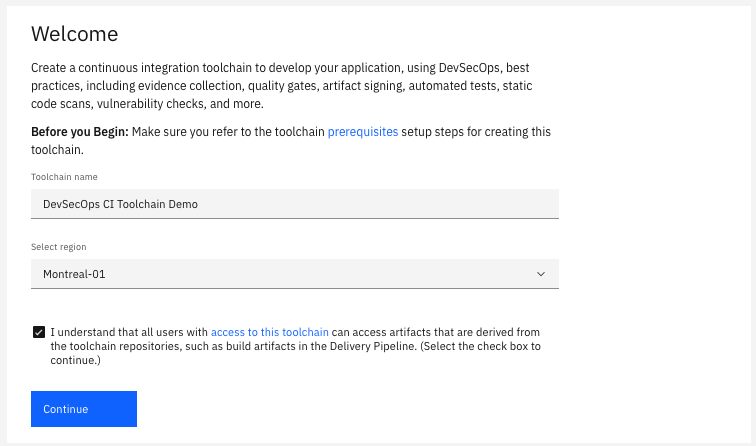 Welcome
Create a continuous integration toolchain to develop your application, using DevSecOps, best
practices, including evidence collection, quality gates, artifact signing, automated tests, static
code scans, vulnerability checks, and more.
Before you Begin: Make sure you refer to the toolchain prerequisites setup steps for creating this
toolchain.
Toolchain name
DevSecOps CI Toolchain Demo
Select region
Montreal-01
I understand that all users with access to this toolchain can access artifacts that are derived from
the toolchain repositories, such as build artifacts in the Delivery Pipeline. (Select the check box to
continue.)
Continue